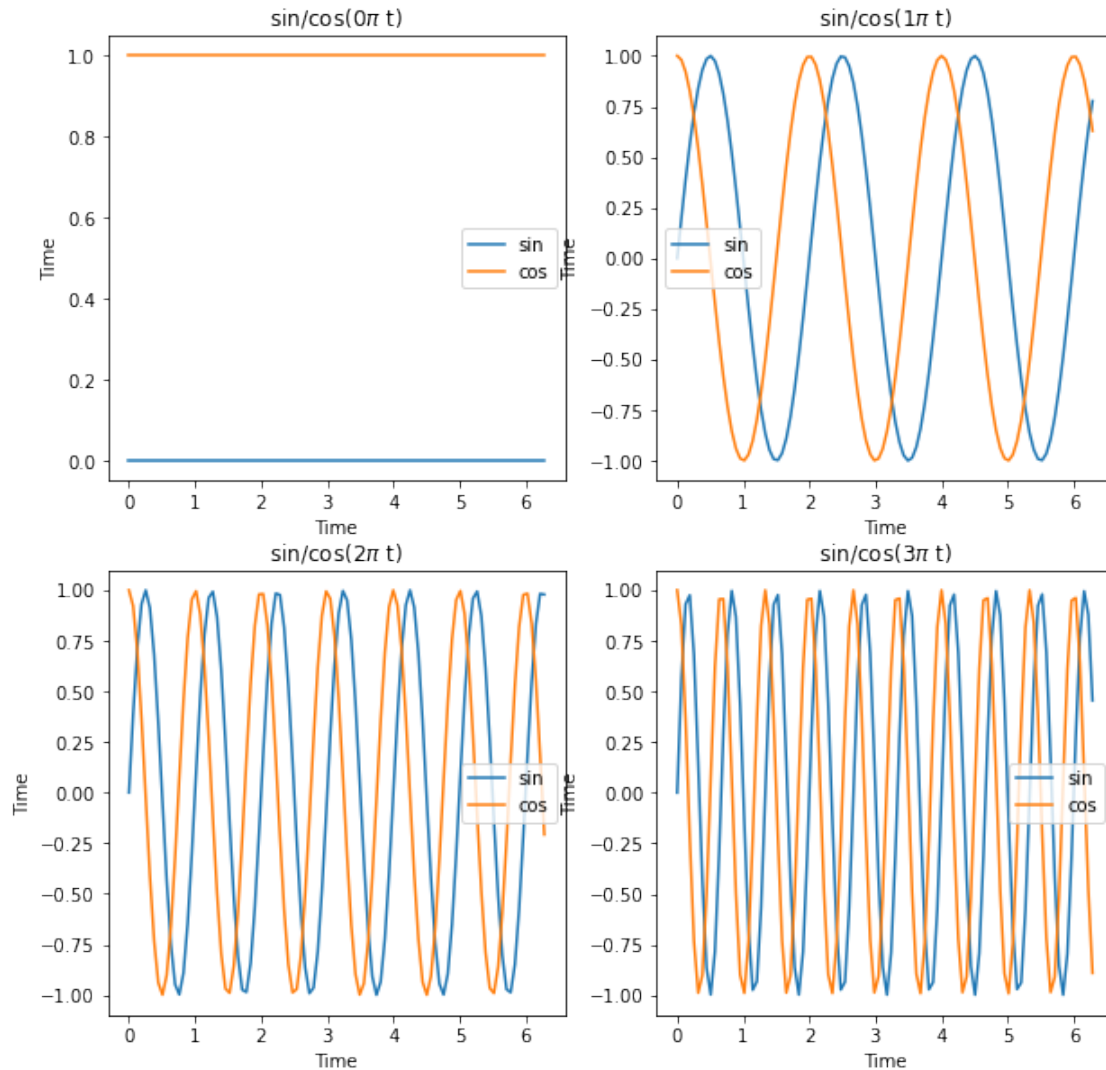 sin/cos(0π t)
1.0
0.8
0.6
0.4
0.2
0.0
Time
sin
cos
0 1 2 3 4 5 6
Time
sin/cos(1π t)
1.00
0.75
0.50
0.25
0.00
−0.25
−0.50
−0.75
−1.00
Time
sin
cos
0 1 2 3 4 5 6
Time
sin/cos(2π t)
1.00
0.75
0.50
0.25
0.00
−0.25
−0.50
−0.75
−1.00
Time
sin
cos
0 1 2 3 4 5 6
Time
sin/cos(3π t)
1.00
0.75
0.50
0.25
0.00
−0.25
−0.50
−0.75
−1.00
Time
sin
cos
0 1 2 3 4 5 6
Time